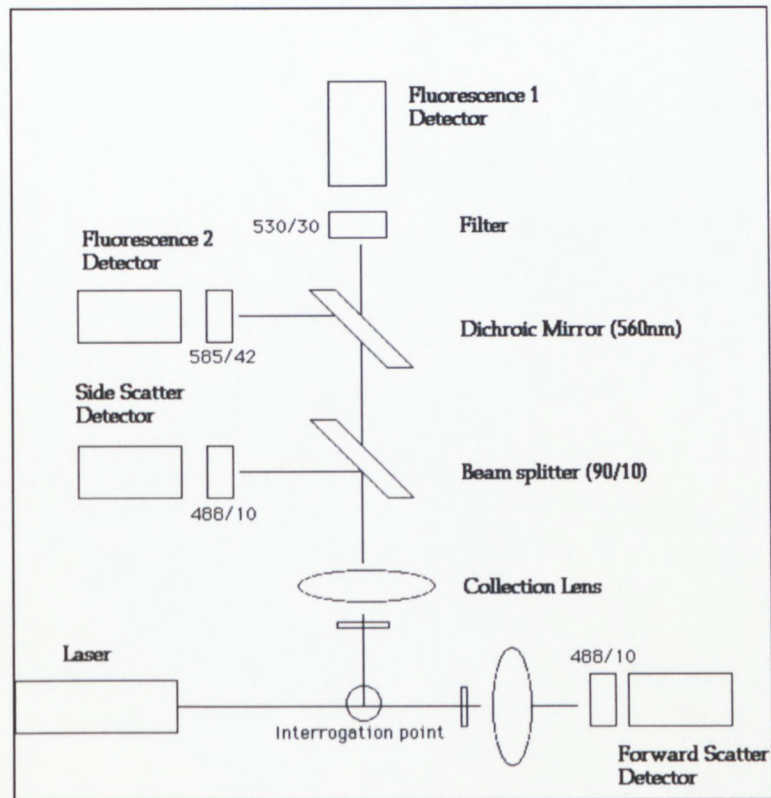 Fluorescence 1
Detector
530/30
Filter
Fluorescence 2
Detector
585/42
Dichroic Mirror (560nm)
Side Scatter
Detector
488/10
Beam splitter (90/10)
Collection Lens
Laser
488/10
Interrogation point
Forward Scatter
Detector